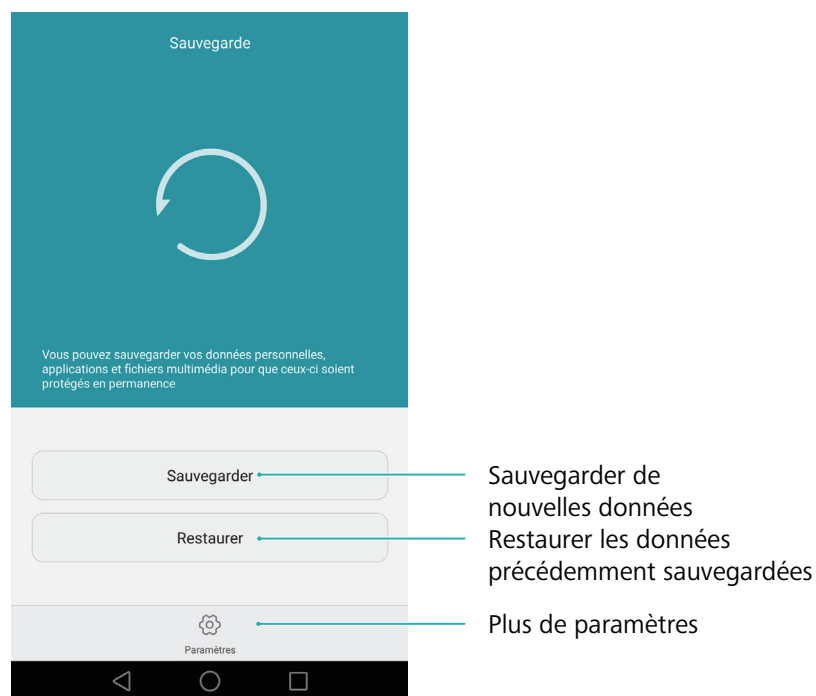 Sauvegarde
Vous pouvez sauvegarder vos données personnelles,
applications et fichiers multimédia pour que ceux-ci soient
protégés en permanence
Sauvegarder
Sauvegarder de
nouvelles données
Restaurer
Restaurer les données
précédemment sauvegardées
Plus de paramètres
Paramètres